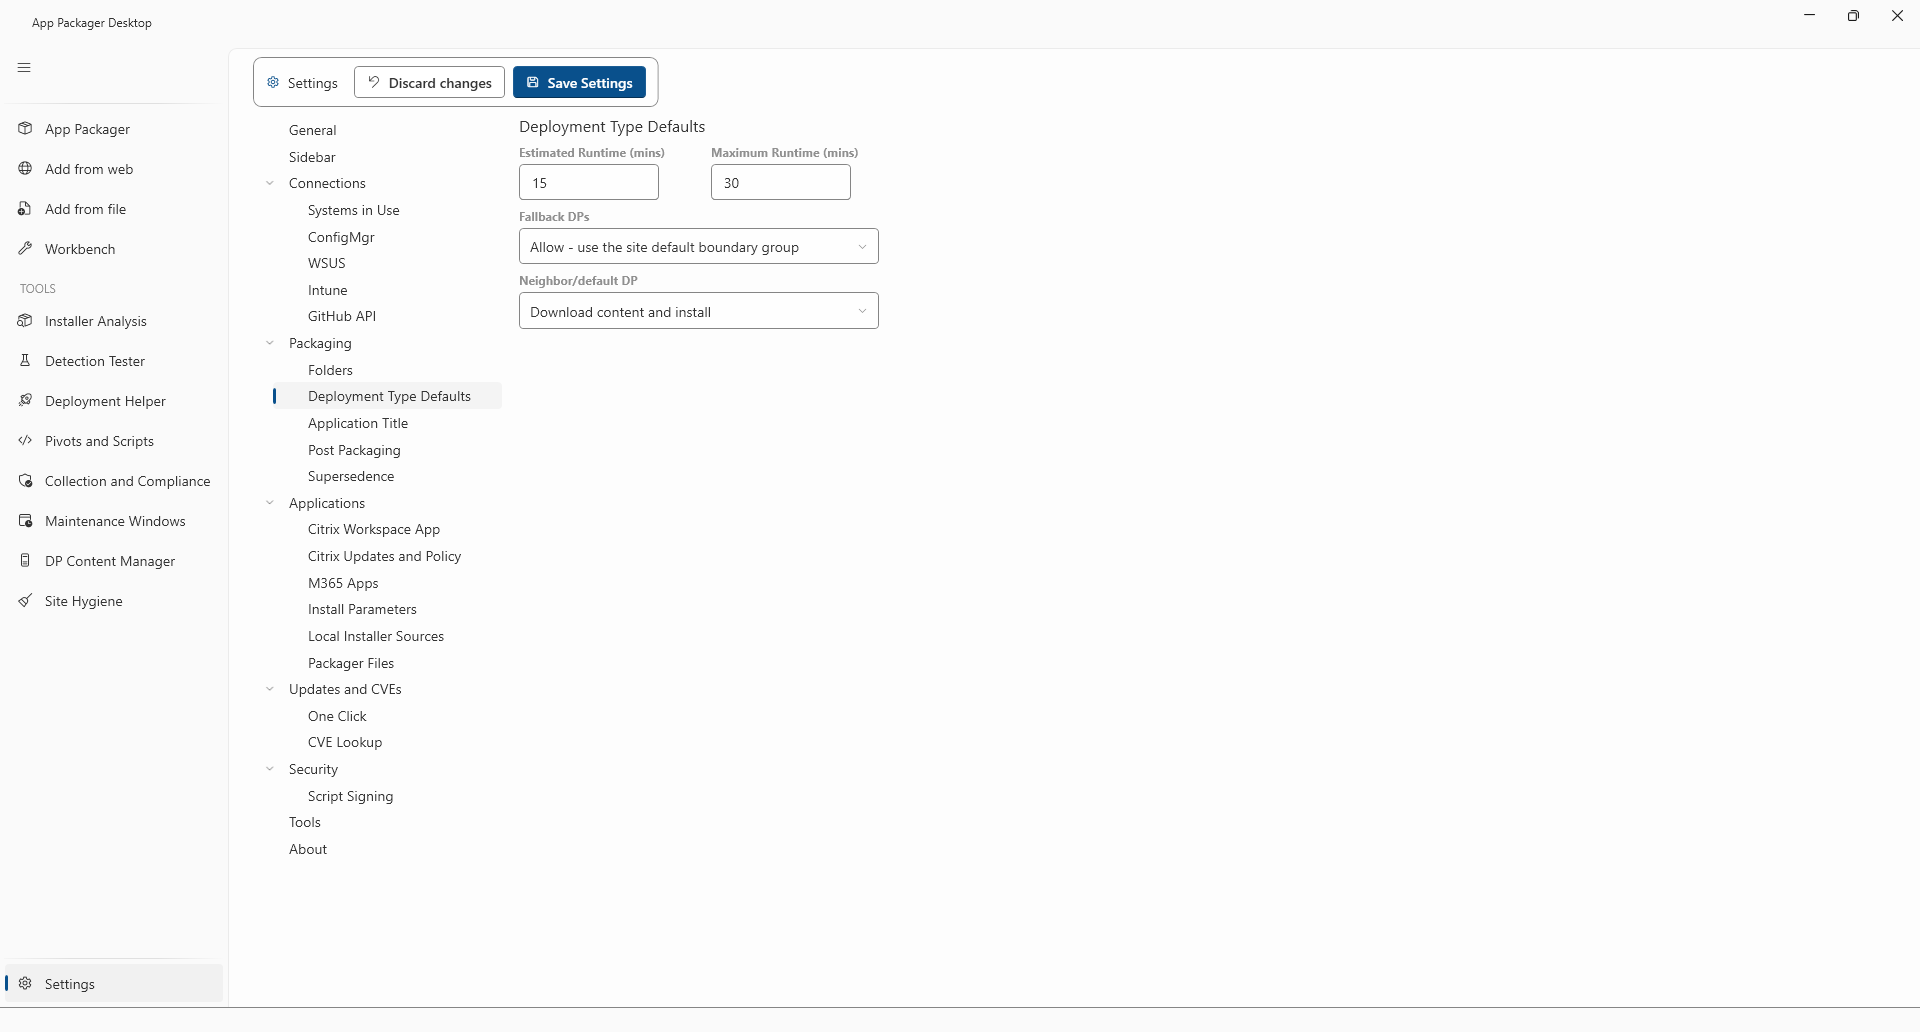 App Packager Desktop
Settings
Discard changes
Save Settings
App Packager
Add from web
Add from file
Workbench
TOOLS
Installer Analysis
Detection Tester
Deployment Helper
Pivots and Scripts
Collection and Compliance
Maintenance Windows
DP Content Manager
Site Hygiene
Settings
General
Sidebar
Connections
Systems in Use
ConfigMgr
WSUS
Intune
GitHub API
Packaging
Folders
Deployment Type Defaults
Application Title
Post Packaging
Supersedence
Applications
Citrix Workspace App
Citrix Updates and Policy
M365 Apps
Install Parameters
Local Installer Sources
Packager Files
Updates and CVEs
One Click
CVE Lookup
Security
Script Signing
Tools
About
Deployment Type Defaults
Estimated Runtime (mins) Maximum Runtime (mins)
15 30
Fallback DPs
Allow - use the site default boundary group
Neighbor/default DP
Download content and install